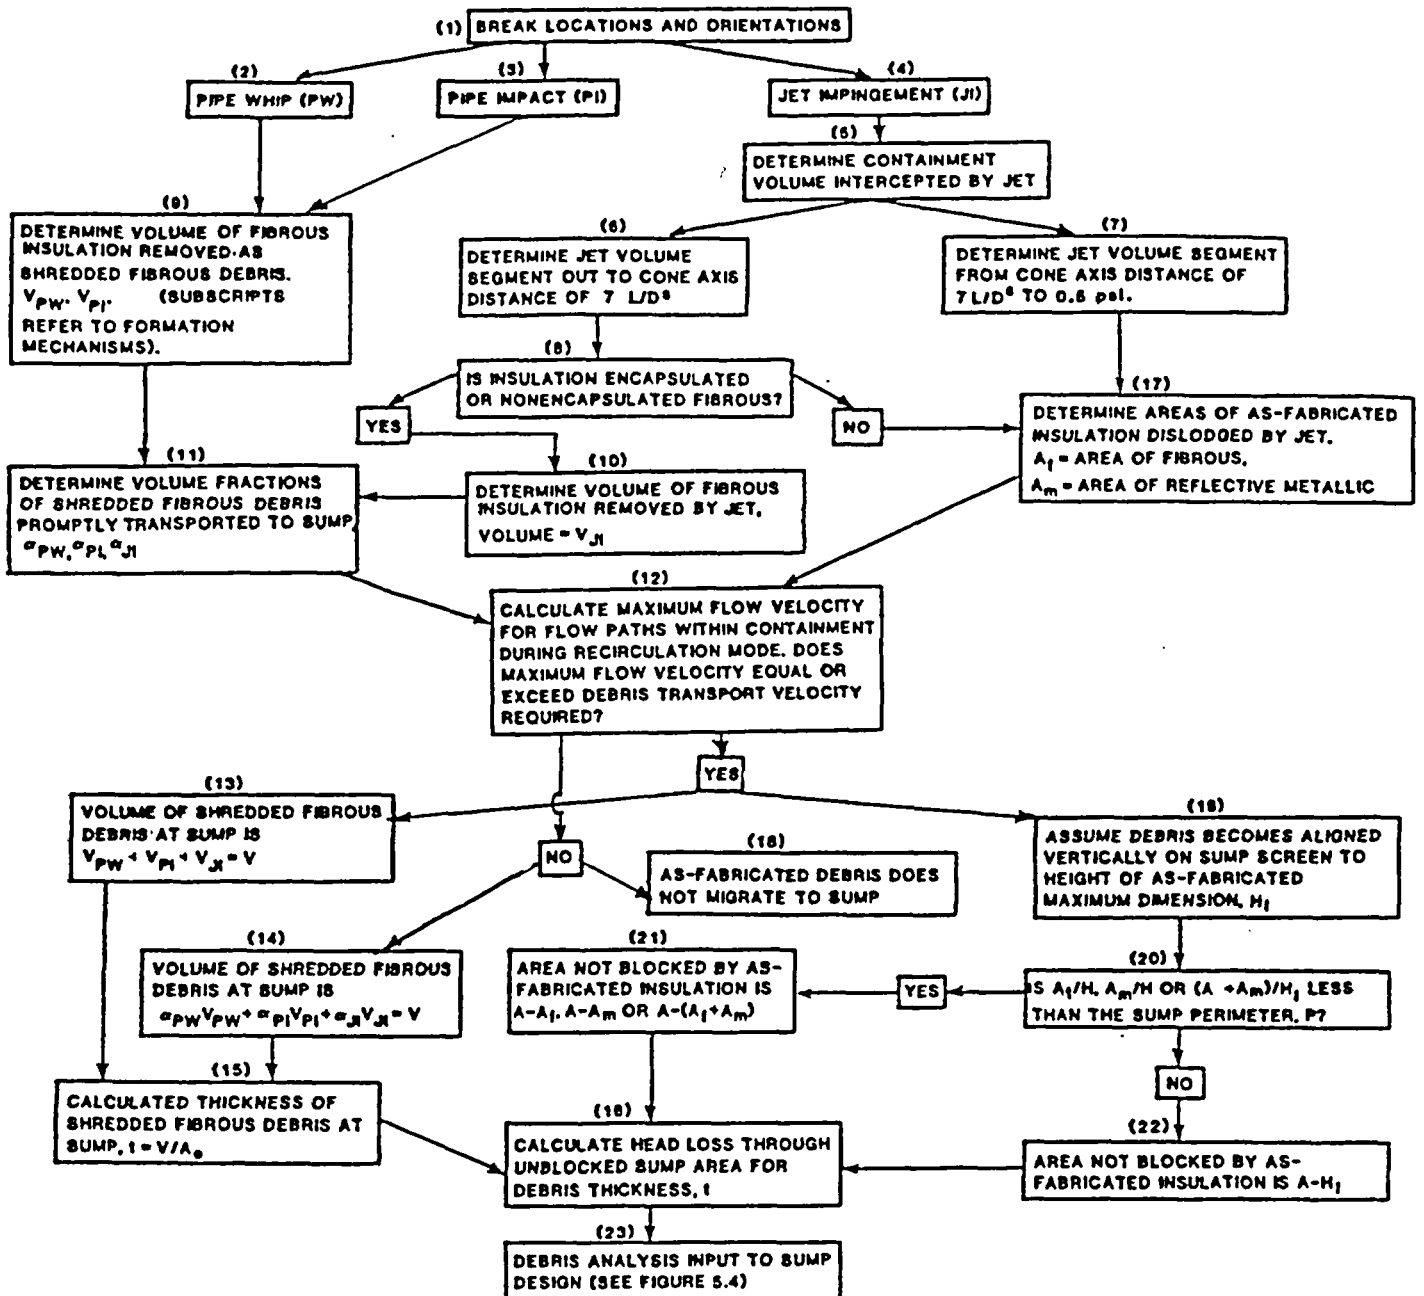 (1) BREAK LOCATIONS AND ORIENTATIONS
(2)
PIPE WHIP (PW)
(3)
PIPE IMPACT (PI)
(4)
JET IMPINGEMENT (JI)
(5)
DETERMINE CONTAINMENT
VOLUME INTERCEPTED BY JET
(9)
DETERMINE VOLUME OF FIBROUS
INSULATION REMOVED AS
SHREDDED FIBROUS DEBRIS.
V_PW, V_PI. (SUBSCRIPTS
REFER TO FORMATION
MECHANISMS).
(6)
DETERMINE JET VOLUME
SEGMENT OUT TO CONE AXIS
DISTANCE OF 7 L/D's
(7)
DETERMINE JET VOLUME SEGMENT
FROM CONE AXIS DISTANCE OF
7 L/D's TO 0.5 psi.
(8)
IS INSULATION ENCAPSULATED
OR NONENCAPSULATED FIBROUS?
YES
NO
(17)
DETERMINE AREAS OF AS-FABRICATED
INSULATION DISLODGED BY JET.
A_f = AREA OF FIBROUS,
A_m = AREA OF REFLECTIVE METALLIC
(11)
DETERMINE VOLUME FRACTIONS
OF SHREDDED FIBROUS DEBRIS
PROMPTLY TRANSPORTED TO SUMP
α_PW, α_PI, α_JI
(10)
DETERMINE VOLUME OF FIBROUS
INSULATION REMOVED BY JET,
VOLUME = V_JI
(12)
CALCULATE MAXIMUM FLOW VELOCITY
FOR FLOW PATHS WITHIN CONTAINMENT
DURING RECIRCULATION MODE. DOES
MAXIMUM FLOW VELOCITY EQUAL OR
EXCEED DEBRIS TRANSPORT VELOCITY
REQUIRED?
YES
(13)
VOLUME OF SHREDDED FIBROUS
DEBRIS AT SUMP IS
V_PW + V_PI + V_JI = V
NO
(18)
AS-FABRICATED DEBRIS DOES
NOT MIGRATE TO SUMP
(19)
ASSUME DEBRIS BECOMES ALIGNED
VERTICALLY ON SUMP SCREEN TO
HEIGHT OF AS-FABRICATED
MAXIMUM DIMENSION, H_f
(14)
VOLUME OF SHREDDED FIBROUS
DEBRIS AT SUMP IS
α_PW V_PW + α_PI V_PI + α_JI V_JI = V
(21)
AREA NOT BLOCKED BY AS-
FABRICATED INSULATION IS
A-A_f, A-A_m OR A-(A_f+A_m)
YES
(20)
IS A_f/H, A_m/H OR (A +A_m)/H_f LESS
THAN THE SUMP PERIMETER, P?
NO
(15)
CALCULATED THICKNESS OF
SHREDDED FIBROUS DEBRIS AT
SUMP, t = V/A_o
(16)
CALCULATE HEAD LOSS THROUGH
UNBLOCKED SUMP AREA FOR
DEBRIS THICKNESS, t
(22)
AREA NOT BLOCKED BY AS-
FABRICATED INSULATION IS A-H_f
(23)
DEBRIS ANALYSIS INPUT TO SUMP
DESIGN (SEE FIGURE 5.4)